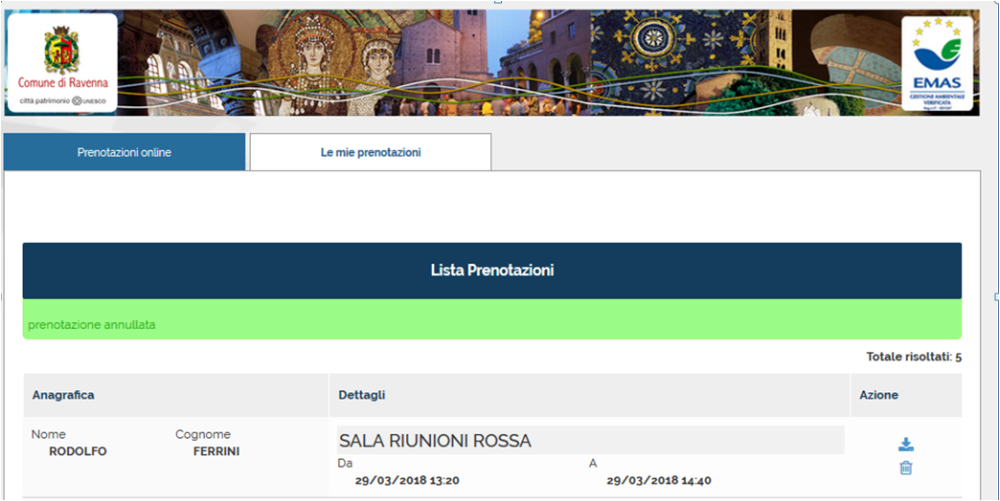 Comune di Ravenna
città patrimonio unesco
EMAS
GESTIONE AMBIENTALE
VERIFICATA
Prenotazioni online
Le mie prenotazioni
Lista Prenotazioni
prenotazione annullata
Totale risoltati: 5
Anagrafica Dettagli Azione
Nome Cognome
RODOLFO FERRINI
SALA RIUNIONI ROSSA
Da A
29/03/2018 13:20 29/03/2018 14:40